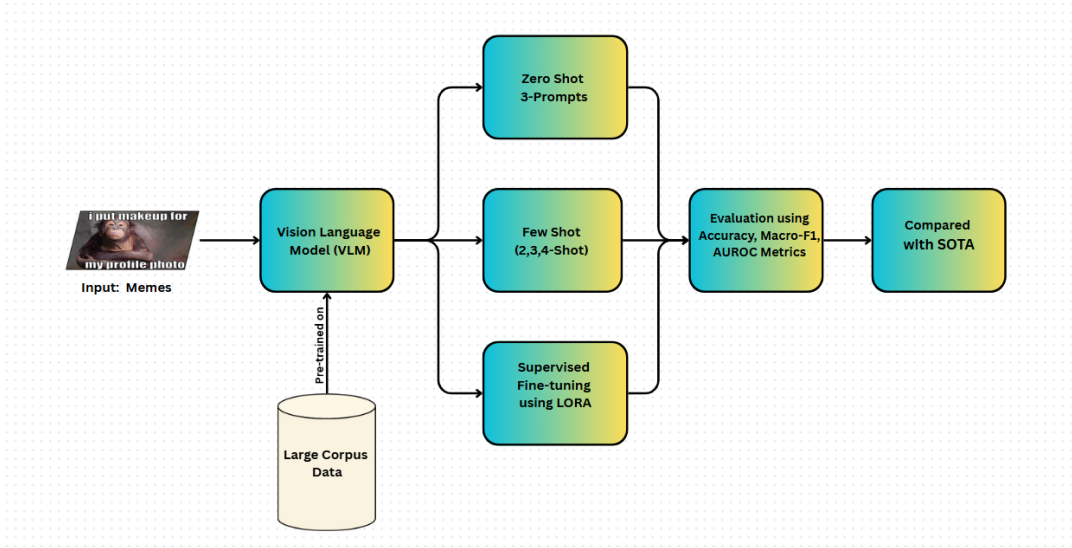 Zero Shot
3-Prompts
i put makeup for
my profile photo
Input: Memes
Vision Language
Model (VLM)
Few Shot
(2,3,4-Shot)
Evaluation using
Accuracy, Macro-F1,
AUROC Metrics
Compared
with SOTA
Pre-trained on
Supervised
Fine-tuning
using LORA
Large Corpus
Data